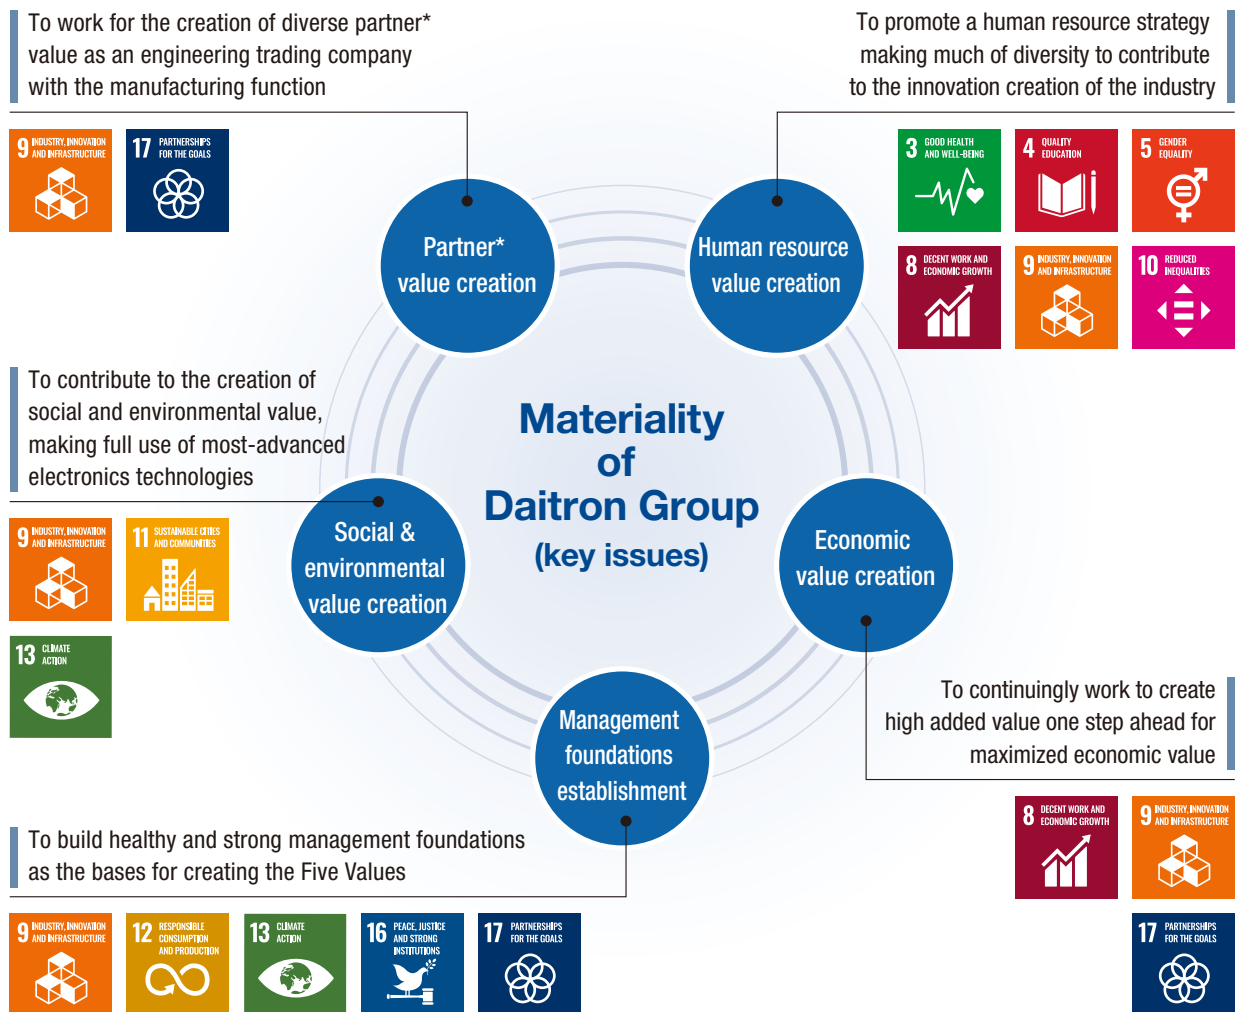 To work for the creation of diverse partner*
value as an engineering trading company
with the manufacturing function
9 INDUSTRY, INNOVATION
AND INFRASTRUCTURE
17 PARTNERSHIPS
FOR THE GOALS
To promote a human resource strategy
making much of diversity to contribute
to the innovation creation of the industry
3 GOOD HEALTH
AND WELL-BEING
4 QUALITY
EDUCATION
5 GENDER
EQUALITY
8 DECENT WORK AND
ECONOMIC GROWTH
9 INDUSTRY, INNOVATION
AND INFRASTRUCTURE
10 REDUCED
INEQUALITIES
Partner*
value creation
Human resource
value creation
Materiality
of
Daitron Group
(key issues)
To contribute to the creation of
social and environmental value,
making full use of most-advanced
electronics technologies
9 INDUSTRY, INNOVATION
AND INFRASTRUCTURE
11 SUSTAINABLE CITIES
AND COMMUNITIES
13 CLIMATE
ACTION
Social &
environmental
value creation
Economic
value creation
To continuingly work to create
high added value one step ahead for
maximized economic value
8 DECENT WORK AND
ECONOMIC GROWTH
9 INDUSTRY, INNOVATION
AND INFRASTRUCTURE
17 PARTNERSHIPS
FOR THE GOALS
Management
foundations
establishment
To build healthy and strong management foundations
as the bases for creating the Five Values
9 INDUSTRY, INNOVATION
AND INFRASTRUCTURE
12 RESPONSIBLE
CONSUMPTION
AND PRODUCTION
13 CLIMATE
ACTION
16 PEACE, JUSTICE
AND STRONG
INSTITUTIONS
17 PARTNERSHIPS
FOR THE GOALS